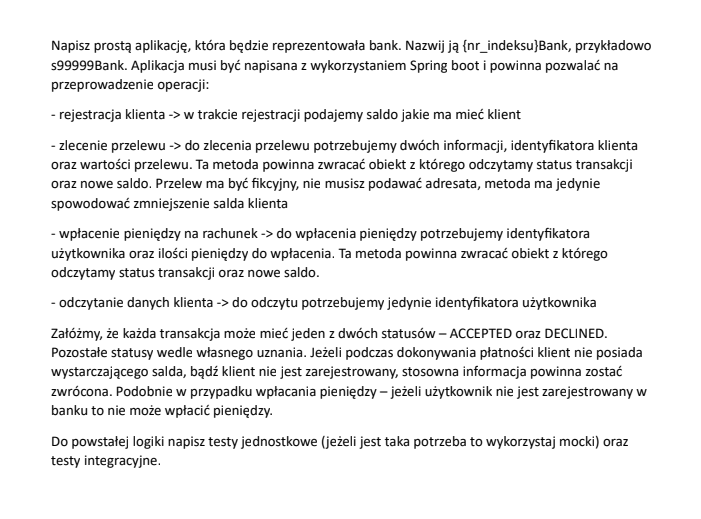 Napisz prostą aplikację, która będzie reprezentowała bank. Nazwij ją {nr_indeksu}Bank, przykładowo
s99999Bank. Aplikacja musi być napisana z wykorzystaniem Spring boot i powinna pozwalać na
przeprowadzenie operacji:
- rejestracja klienta -> w trakcie rejestracji podajemy saldo jakie ma mieć klient
- zlecenie przelewu -> do zlecenia przelewu potrzebujemy dwóch informacji, identyfikatora klienta
oraz wartości przelewu. Ta metoda powinna zwracać obiekt z którego odczytamy status transakcji
oraz nowe saldo. Przelew ma być fikcyjny, nie musisz podawać adresata, metoda ma jedynie
spowodować zmniejszenie salda klienta
- wpłacenie pieniędzy na rachunek -> do wpłacenia pieniędzy potrzebujemy identyfikatora
użytkownika oraz ilości pieniędzy do wpłacenia. Ta metoda powinna zwracać obiekt z którego
odczytamy status transakcji oraz nowe saldo.
- odczytanie danych klienta -> do odczytu potrzebujemy jedynie identyfikatora użytkownika
Załóżmy, że każda transakcja może mieć jeden z dwóch statusów – ACCEPTED oraz DECLINED.
Pozostałe statusy wedle własnego uznania. Jeżeli podczas dokonywania płatności klient nie posiada
wystarczającego salda, bądź klient nie jest zarejestrowany, stosowna informacja powinna zostać
zwrócona. Podobnie w przypadku wpłacania pieniędzy – jeżeli użytkownik nie jest zarejestrowany w
banku to nie może wpłacić pieniędzy.
Do powstałej logiki napisz testy jednostkowe (jeżeli jest taka potrzeba to wykorzystaj mocki) oraz
testy integracyjne.